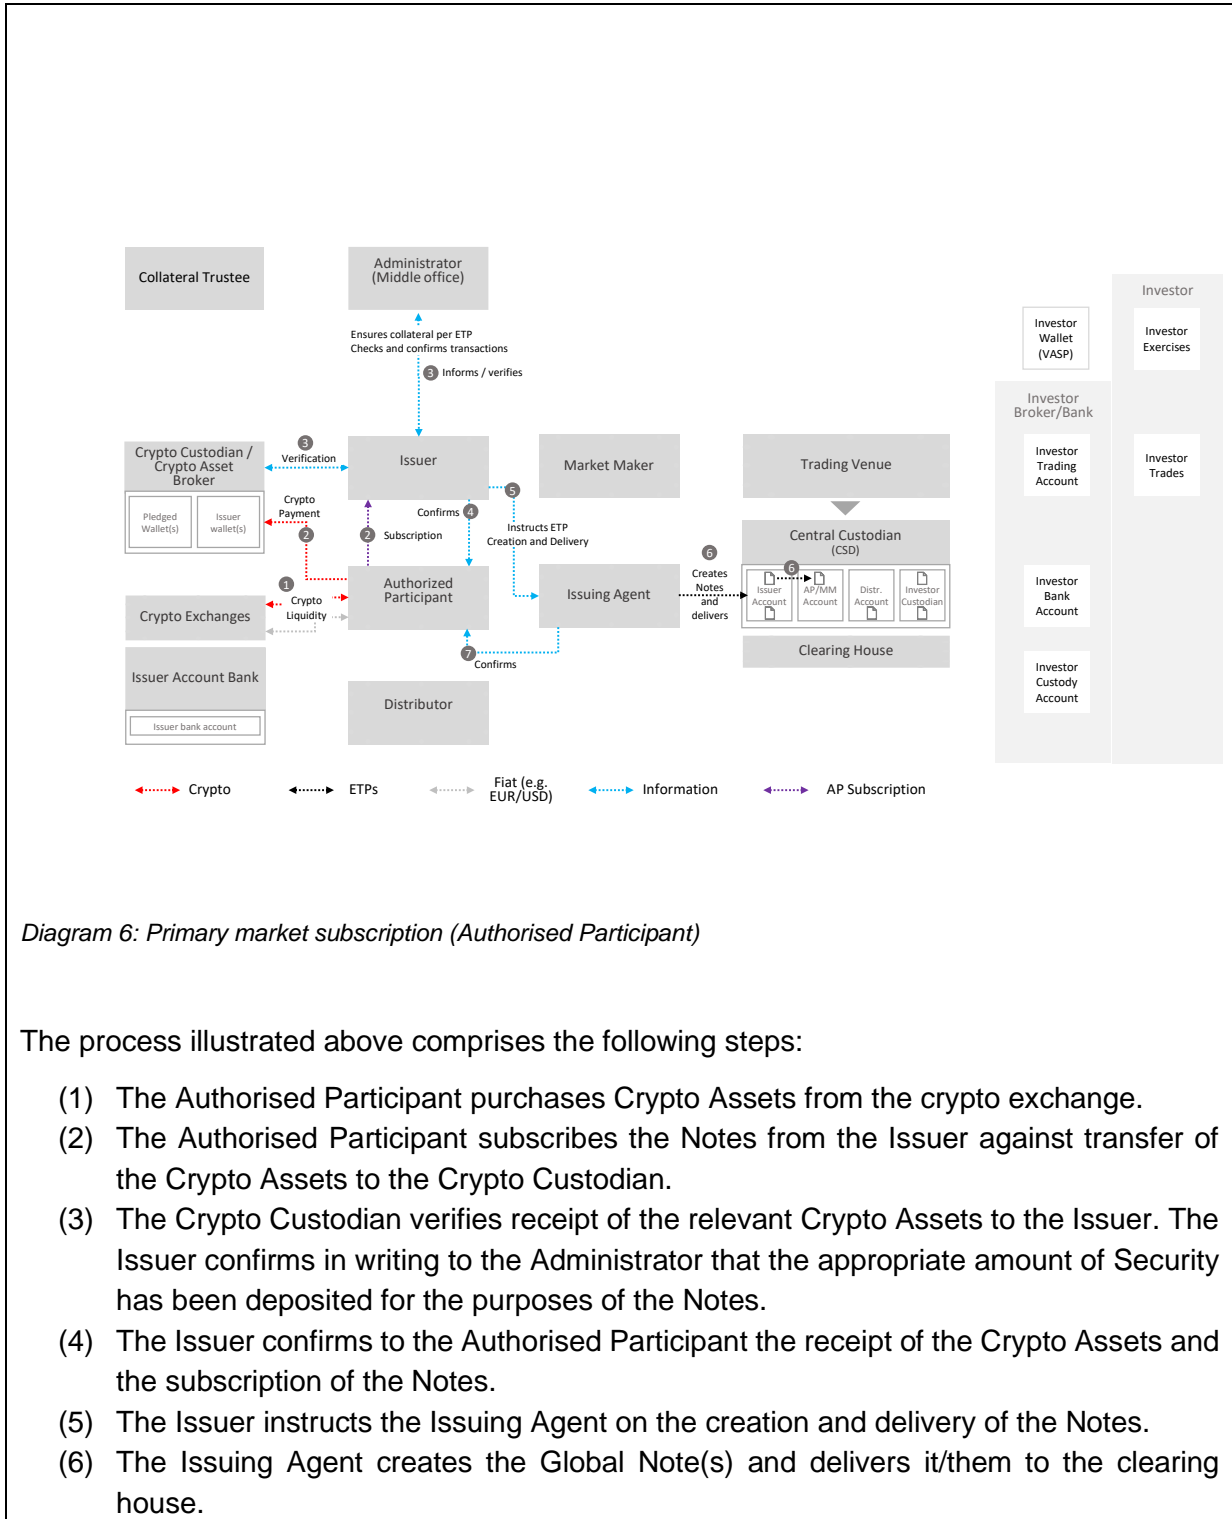 Collateral Trustee
Administrator
(Middle office)
Investor
Ensures collateral per ETP
Checks and confirms transactions
Investor
Wallet
(VASP)
Investor
Exercises
3 Informs / verifies
Investor
Broker/Bank
Crypto Custodian /
Crypto Asset
Broker
3
Verification
Issuer
Market Maker
Trading Venue
Investor
Trading
Account
Investor
Trades
Pledged
Wallet(s)
Issuer
wallet(s)
Crypto
Payment
2
2 Subscription
Confirms 4
5
Instructs ETP
Creation and Delivery
Central Custodian
(CSD)
6
Creates
Notes
and
delivers
6
Issuer
Account
AP/MM
Account
Distr.
Account
Investor
Custodian
Authorized
Participant
Issuing Agent
Investor
Bank
Account
1
Crypto
Liquidity
Crypto Exchanges
Clearing House
7
Confirms
Issuer Account Bank
Issuer bank account
Distributor
Investor
Custody
Account
Crypto
ETPs
Fiat (e.g.
EUR/USD)
Information
AP Subscription
Diagram 6: Primary market subscription (Authorised Participant)
The process illustrated above comprises the following steps:
(1) The Authorised Participant purchases Crypto Assets from the crypto exchange.
(2) The Authorised Participant subscribes the Notes from the Issuer against transfer of
the Crypto Assets to the Crypto Custodian.
(3) The Crypto Custodian verifies receipt of the relevant Crypto Assets to the Issuer. The
Issuer confirms in writing to the Administrator that the appropriate amount of Security
has been deposited for the purposes of the Notes.
(4) The Issuer confirms to the Authorised Participant the receipt of the Crypto Assets and
the subscription of the Notes.
(5) The Issuer instructs the Issuing Agent on the creation and delivery of the Notes.
(6) The Issuing Agent creates the Global Note(s) and delivers it/them to the clearing
house.